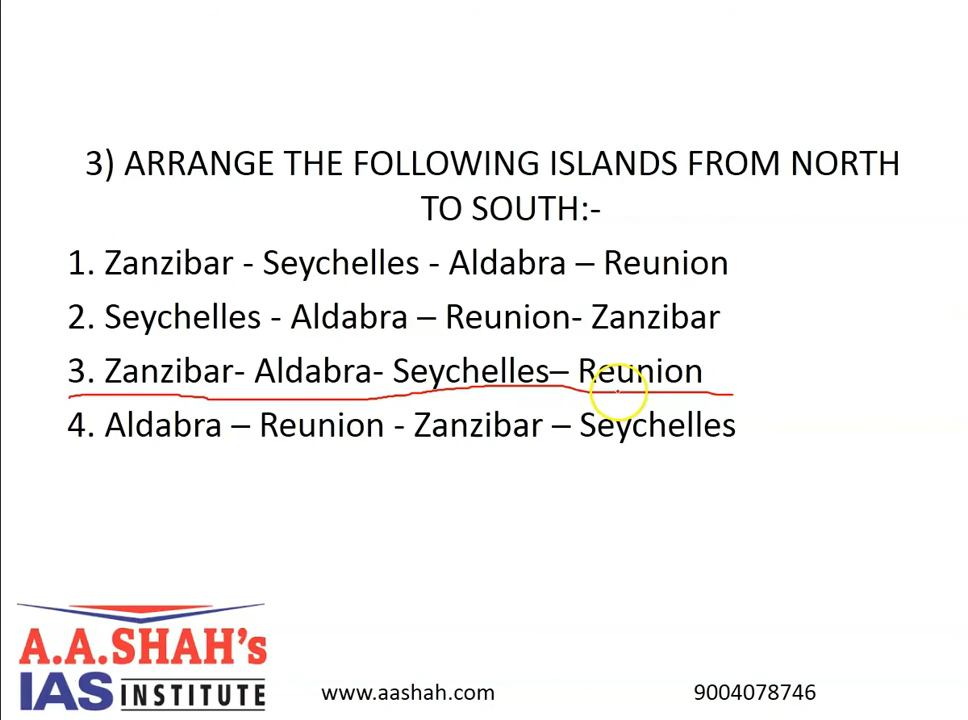 3) ARRANGE THE FOLLOWING ISLANDS FROM NORTH
TO SOUTH:-
1. Zanzibar - Seychelles - Aldabra – Reunion
2. Seychelles - Aldabra – Reunion- Zanzibar
3. Zanzibar- Aldabra- Seychelles– Reunion
4. Aldabra – Reunion - Zanzibar – Seychelles
A.A.SHAH's
IAS INSTITUTE
www.aashah.com 9004078746